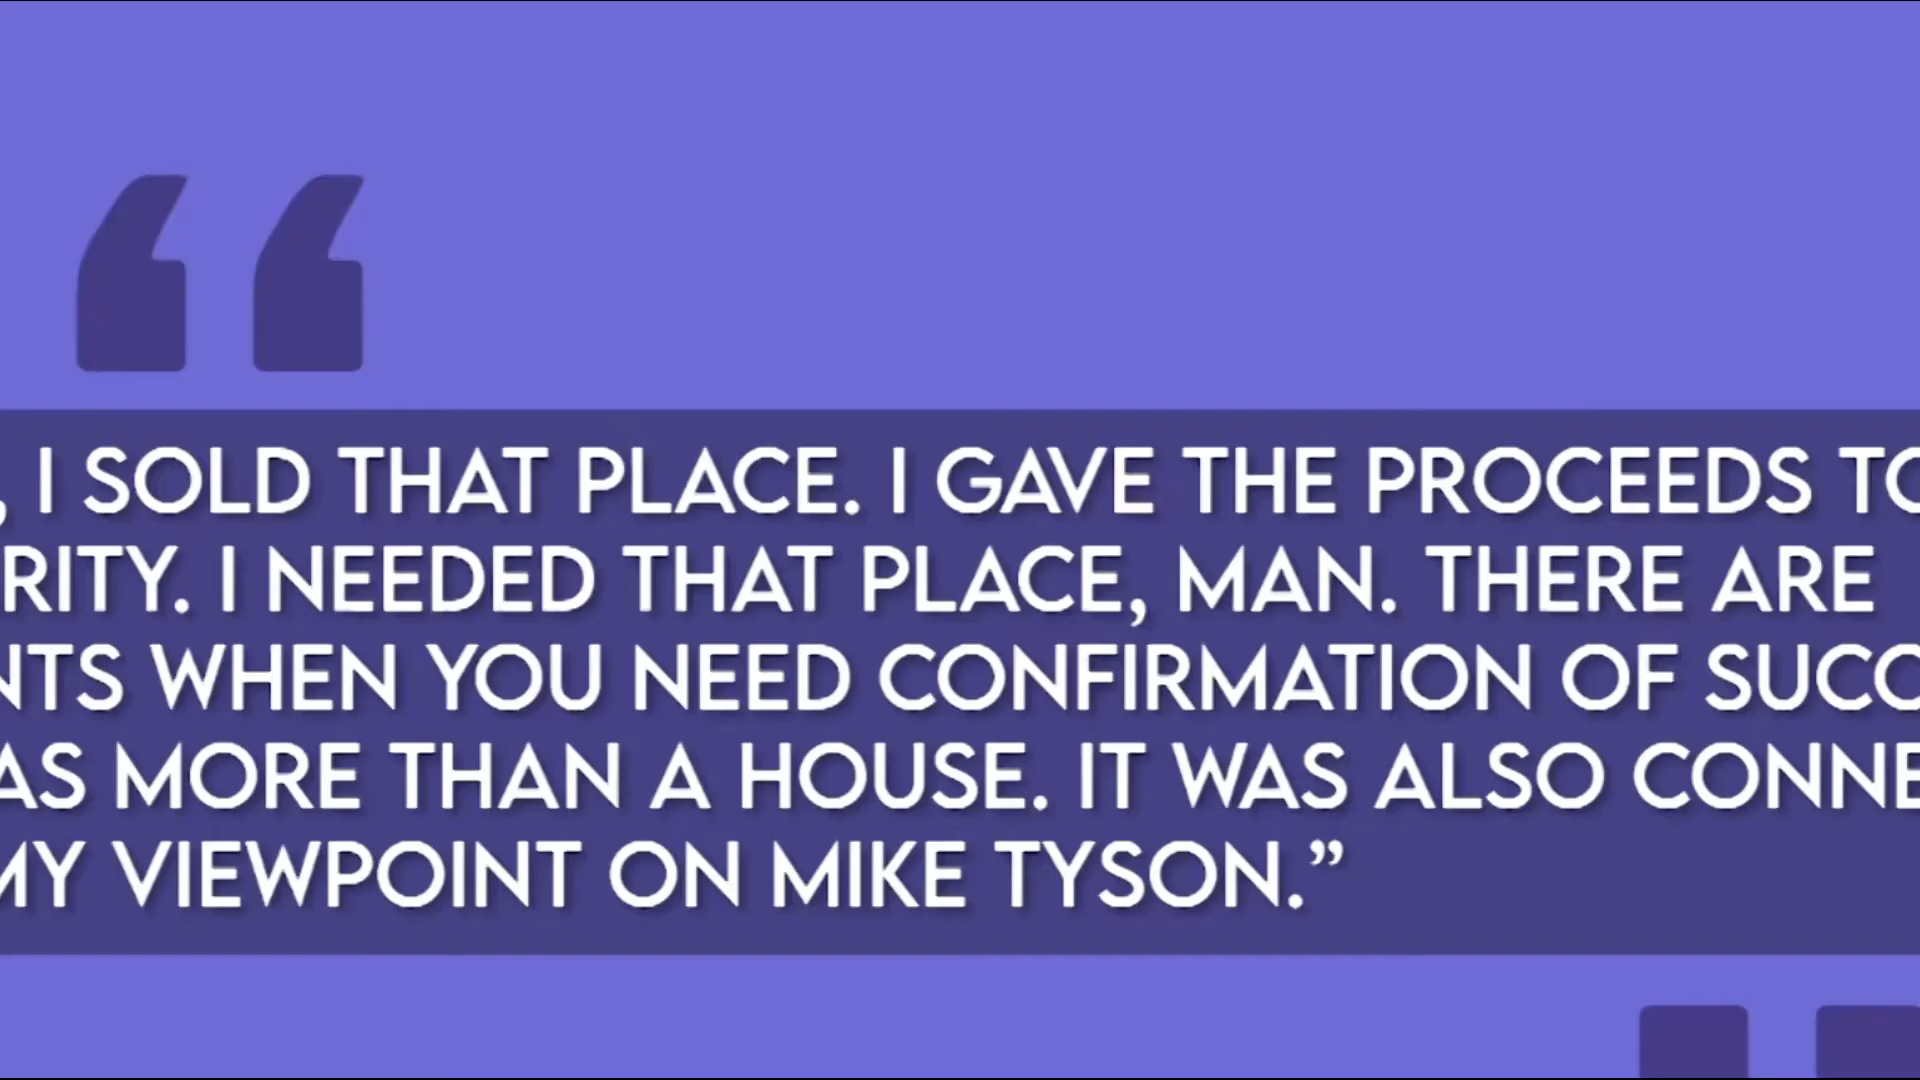 , I SOLD THAT PLACE. I GAVE THE PROCEEDS TO
RITY. I NEEDED THAT PLACE, MAN. THERE ARE
NTS WHEN YOU NEED CONFIRMATION OF SUCC
AS MORE THAN A HOUSE. IT WAS ALSO CONNE
MY VIEWPOINT ON MIKE TYSON.”